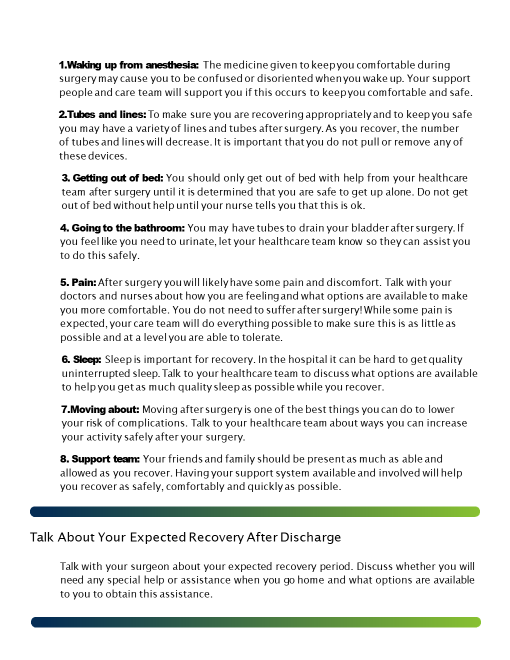 1.Waking up from anesthesia: The medicine given to keep you comfortable during
surgery may cause you to be confused or disoriented when you wake up. Your support
people and care team will support you if this occurs to keep you comfortable and safe.
2.Tubes and lines: To make sure you are recovering appropriately and to keep you safe
you may have a variety of lines and tubes after surgery. As you recover, the number
of tubes and lines will decrease. It is important that you do not pull or remove any of
these devices.
3. Getting out of bed: You should only get out of bed with help from your healthcare
team after surgery until it is determined that you are safe to get up alone. Do not get
out of bed without help until your nurse tells you that this is ok.
4. Going to the bathroom: You may have tubes to drain your bladder after surgery. If
you feel like you need to urinate, let your healthcare team know so they can assist you
to do this safely.
5. Pain: After surgery you will likely have some pain and discomfort. Talk with your
doctors and nurses about how you are feeling and what options are available to make
you more comfortable. You do not need to suffer after surgery! While some pain is
expected, your care team will do everything possible to make sure this is as little as
possible and at a level you are able to tolerate.
6. Sleep: Sleep is important for recovery. In the hospital it can be hard to get quality
uninterrupted sleep. Talk to your healthcare team to discuss what options are available
to help you get as much quality sleep as possible while you recover.
7.Moving about: Moving after surgery is one of the best things you can do to lower
your risk of complications. Talk to your healthcare team about ways you can increase
your activity safely after your surgery.
8. Support team: Your friends and family should be present as much as able and
allowed as you recover. Having your support system available and involved will help
you recover as safely, comfortably and quickly as possible.
Talk About Your Expected Recovery After Discharge
Talk with your surgeon about your expected recovery period. Discuss whether you will
need any special help or assistance when you go home and what options are available
to you to obtain this assistance.